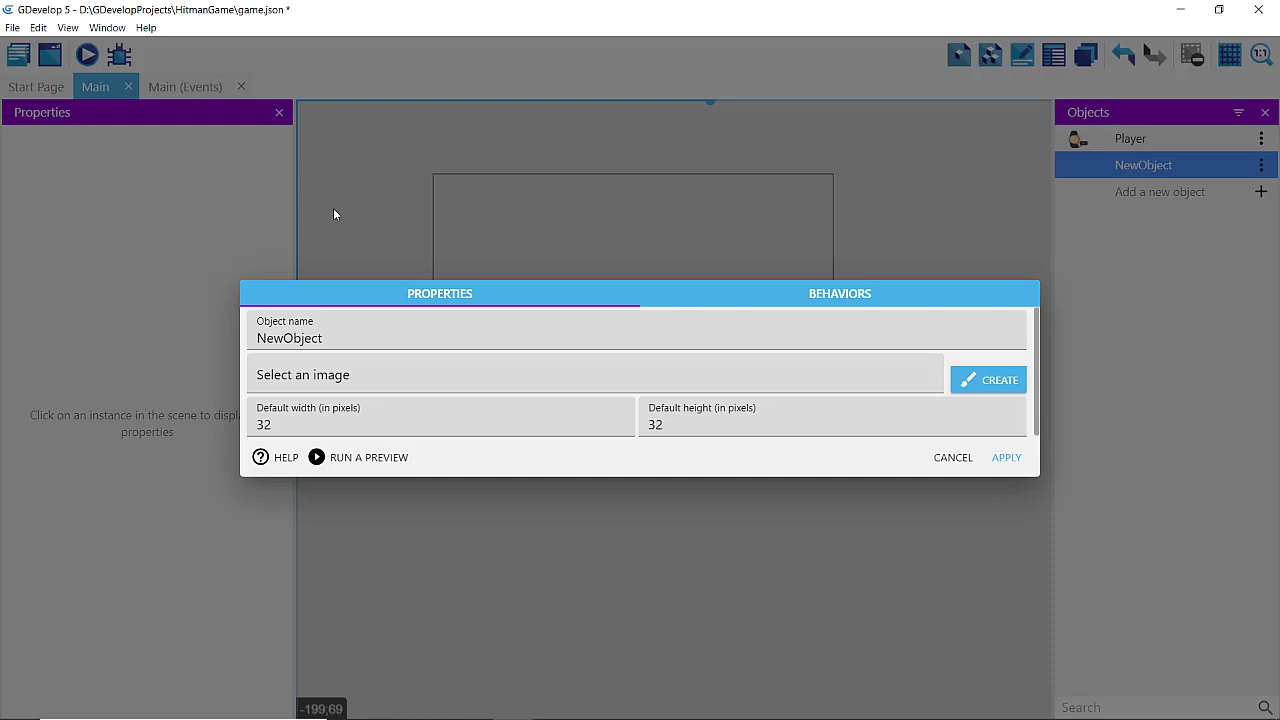 GDevelop 5 - D:\GDevelopProjects\HitmanGame\game.json *
File Edit View Window Help
1:1
Start Page Main Main (Events)
Properties
Objects
Player
NewObject
Add a new object
PROPERTIES BEHAVIORS
Object name
NewObject
Select an image
CREATE
Default width (in pixels) Default height (in pixels)
32 32
Click on an instance in the scene to displ
properties
HELP RUN A PREVIEW CANCEL APPLY
-199;69
Search